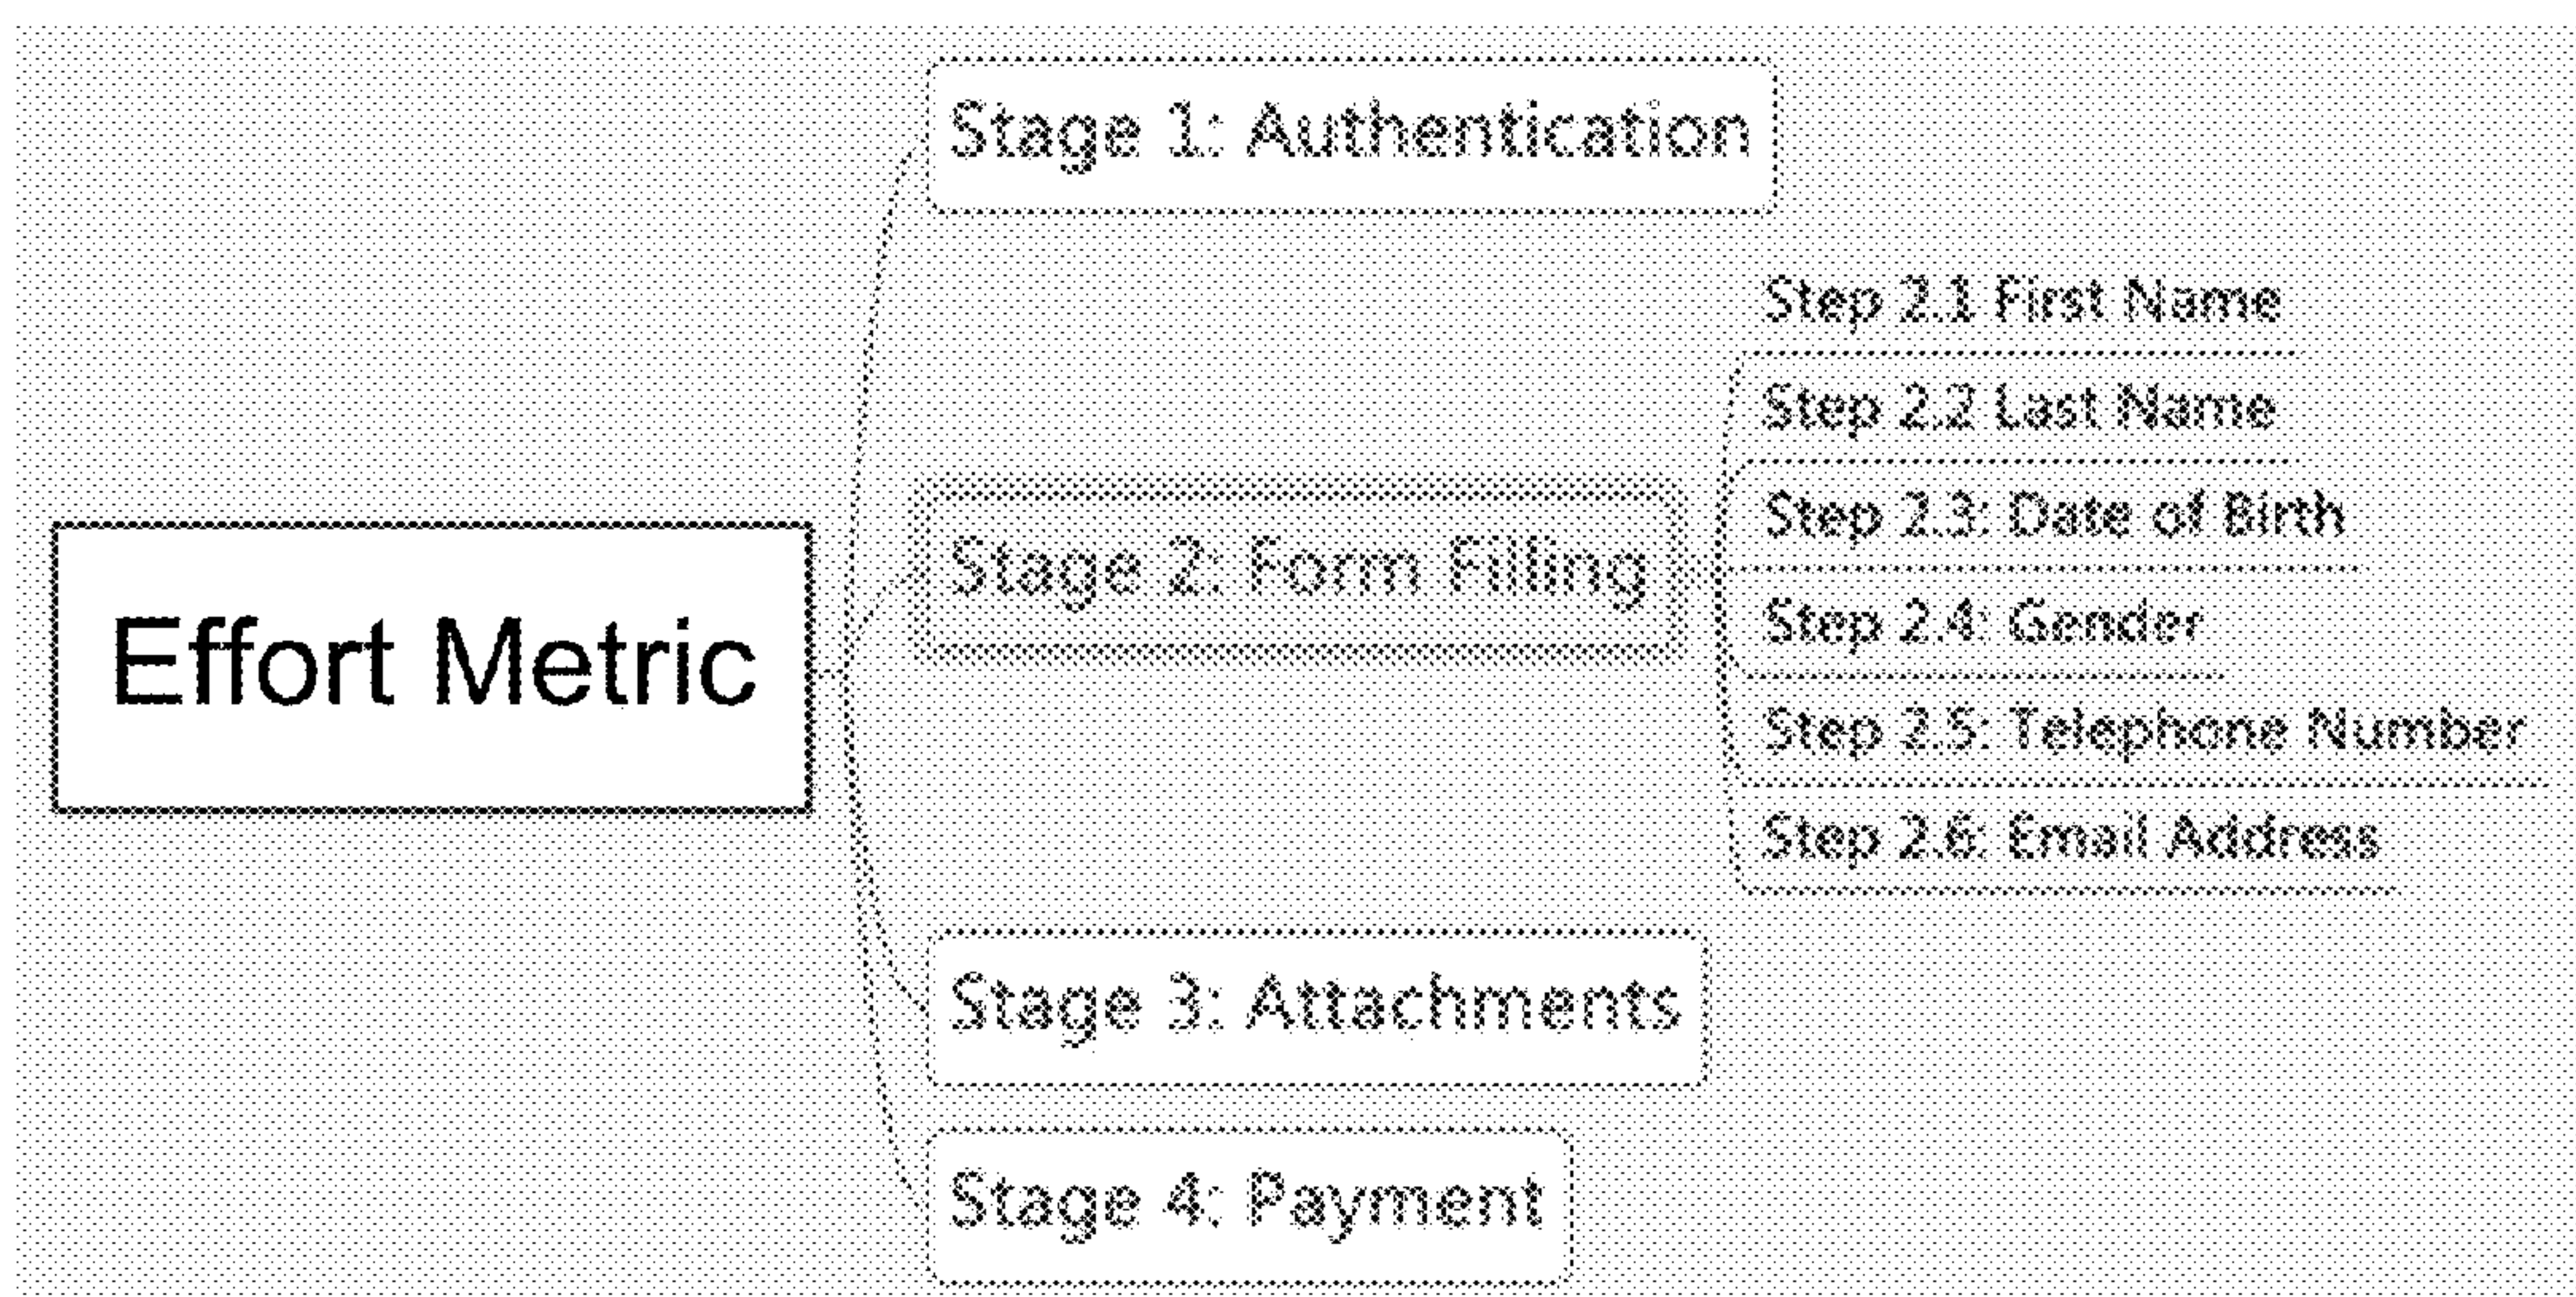 Effort Metric
Stage 1: Authentication
Stage 2: Form Filling
Step 2.1 First Name
Step 2.2 Last Name
Step 2.3: Date of Birth
Step 2.4: Gender
Step 2.5: Telephone Number
Step 2.6: Email Address
Stage 3: Attachments
Stage 4: Payment